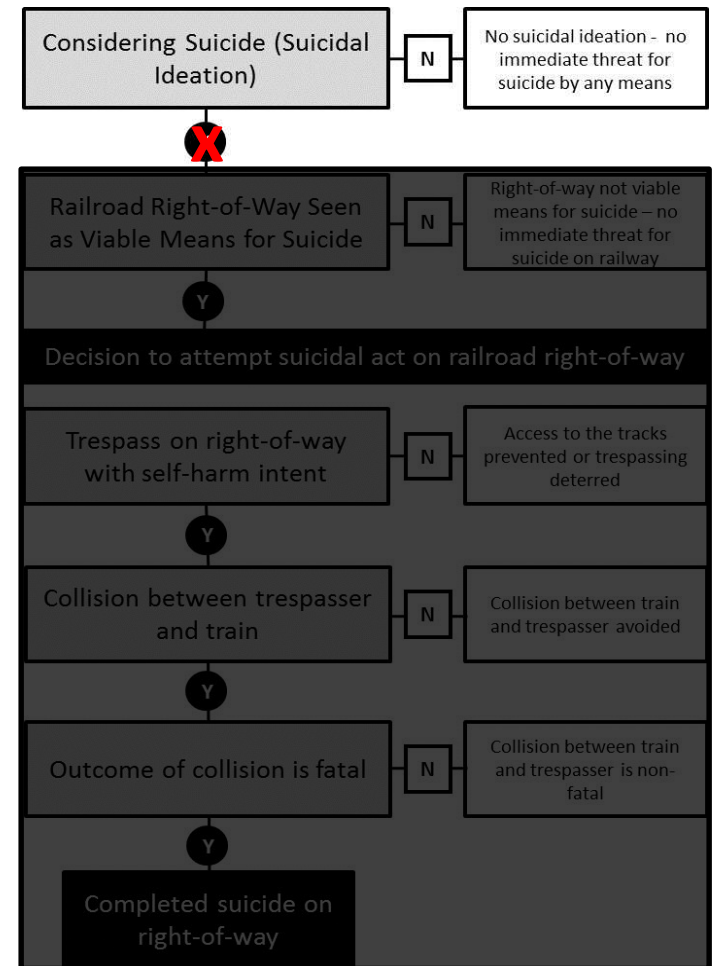 Considering Suicide (Suicidal
Ideation)
N
No suicidal ideation -  no
immediate threat for
suicide by any means
X
Railroad Right-of-Way Seen
as Viable Means for Suicide
N
Right-of-way not viable
means for suicide – no
immediate threat for
suicide on railway
Y
Decision to attempt suicidal act on railroad right-of-way
Trespass on right-of-way
with self-harm intent
N
Access to the tracks
prevented or trespassing
deterred
Y
Collision between trespasser
and train
N
Collision between train
and trespasser avoided
Y
Outcome of collision is fatal
N
Collision between train
and trespasser is non-
fatal
Y
Completed suicide on
right-of-way